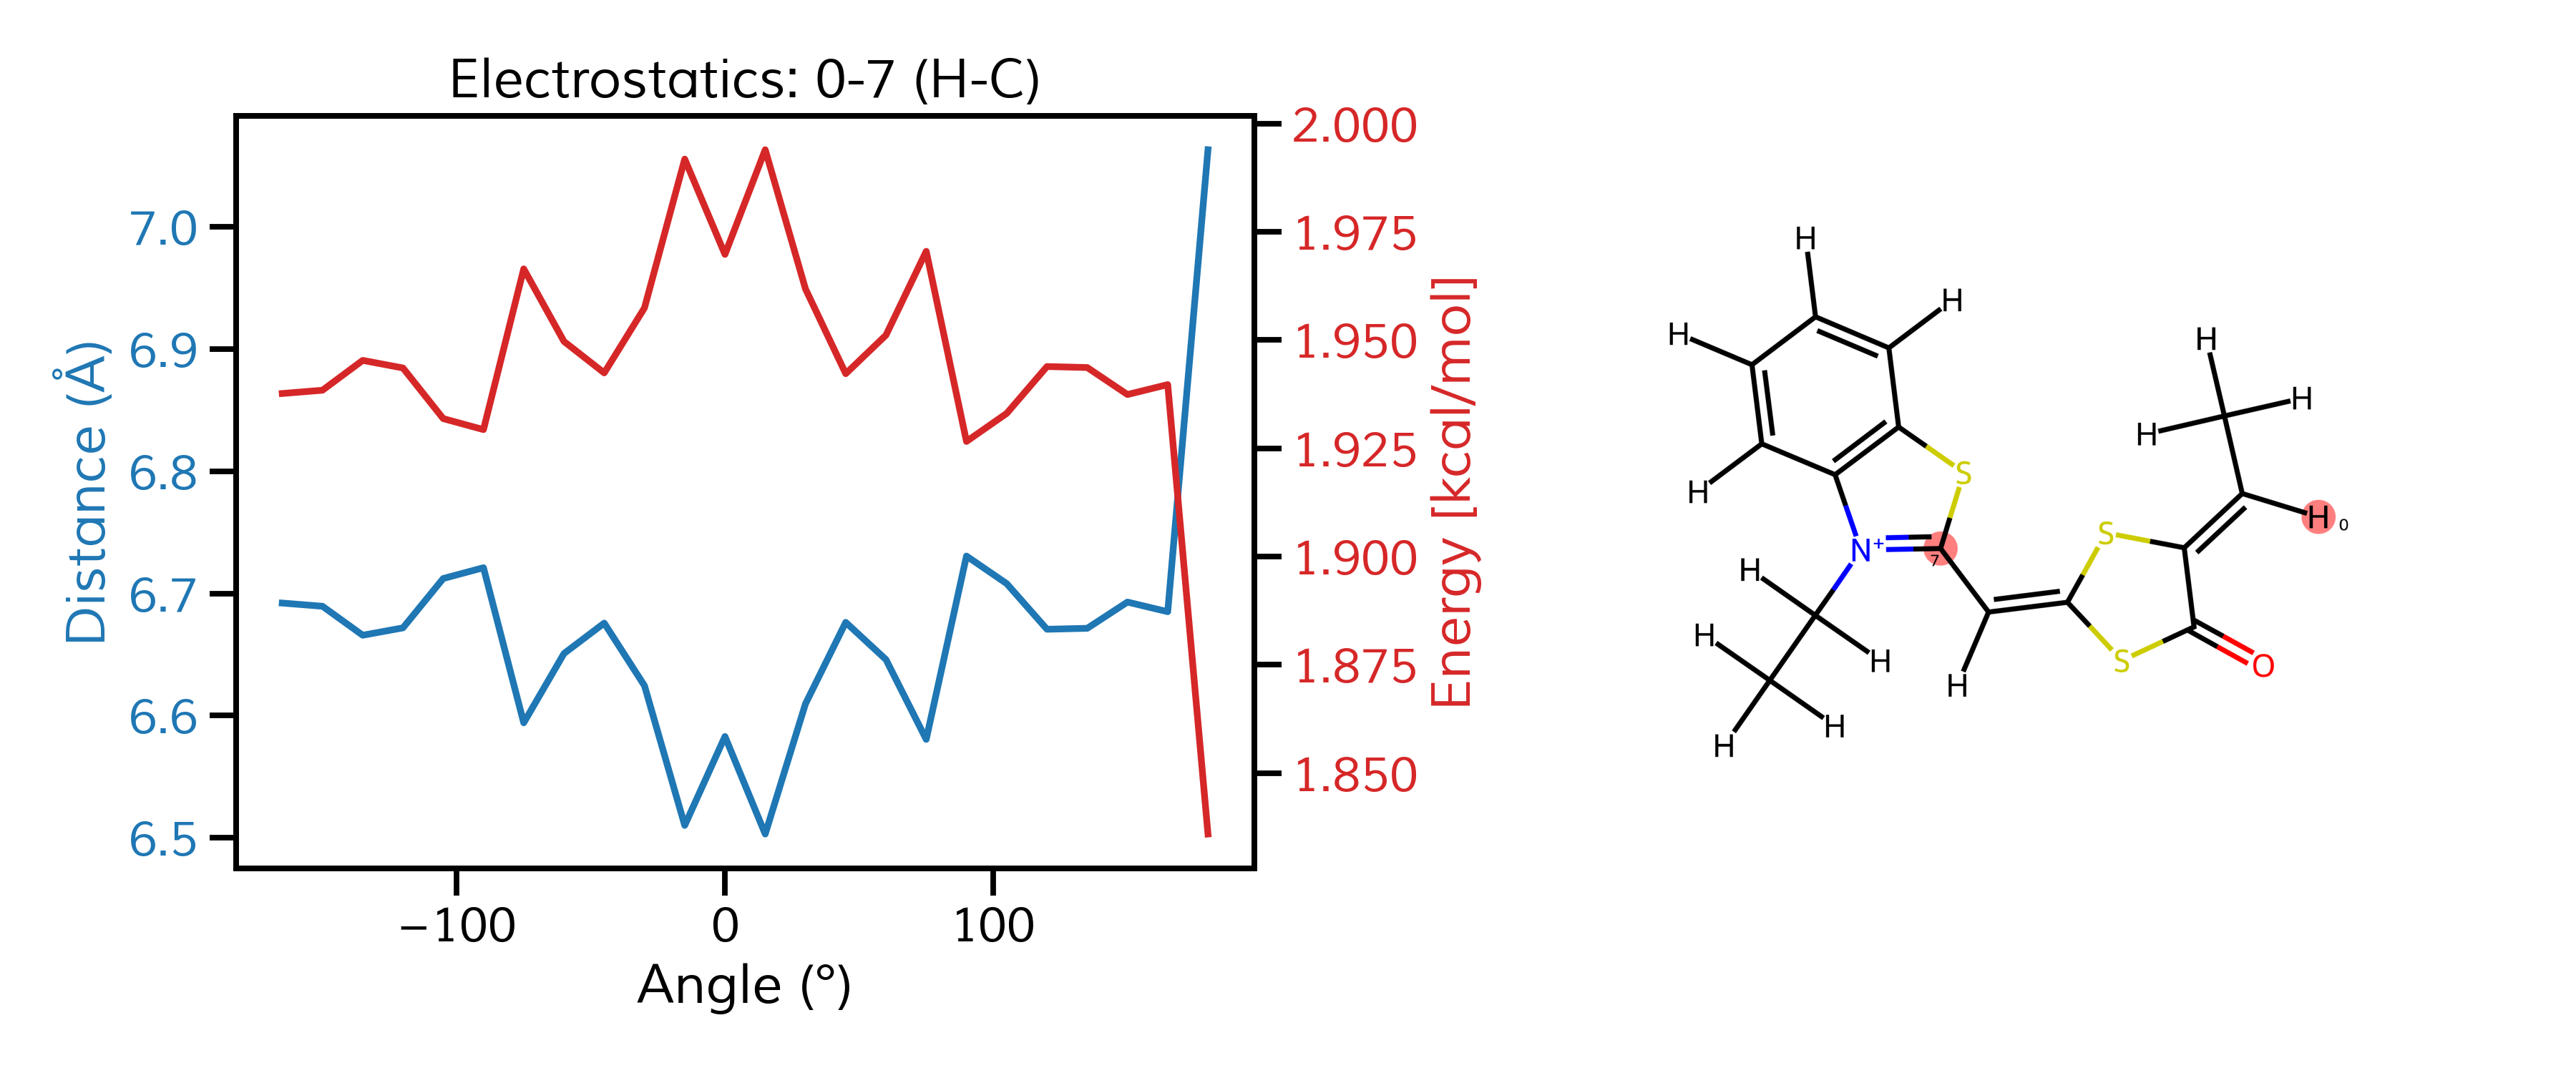 Electrostatics: 0-7 (H-C)
Distance (Å)
7.0
6.9
6.8
6.7
6.6
6.5
−100
0
100
Angle (°)
2.000
1.975
1.950
1.925
1.900
1.875
1.850
Energy [kcal/mol]
H
H
H
H
H
H
S
H
S
H 0
N+
7
H
H
H
H
S
O
H
H
H